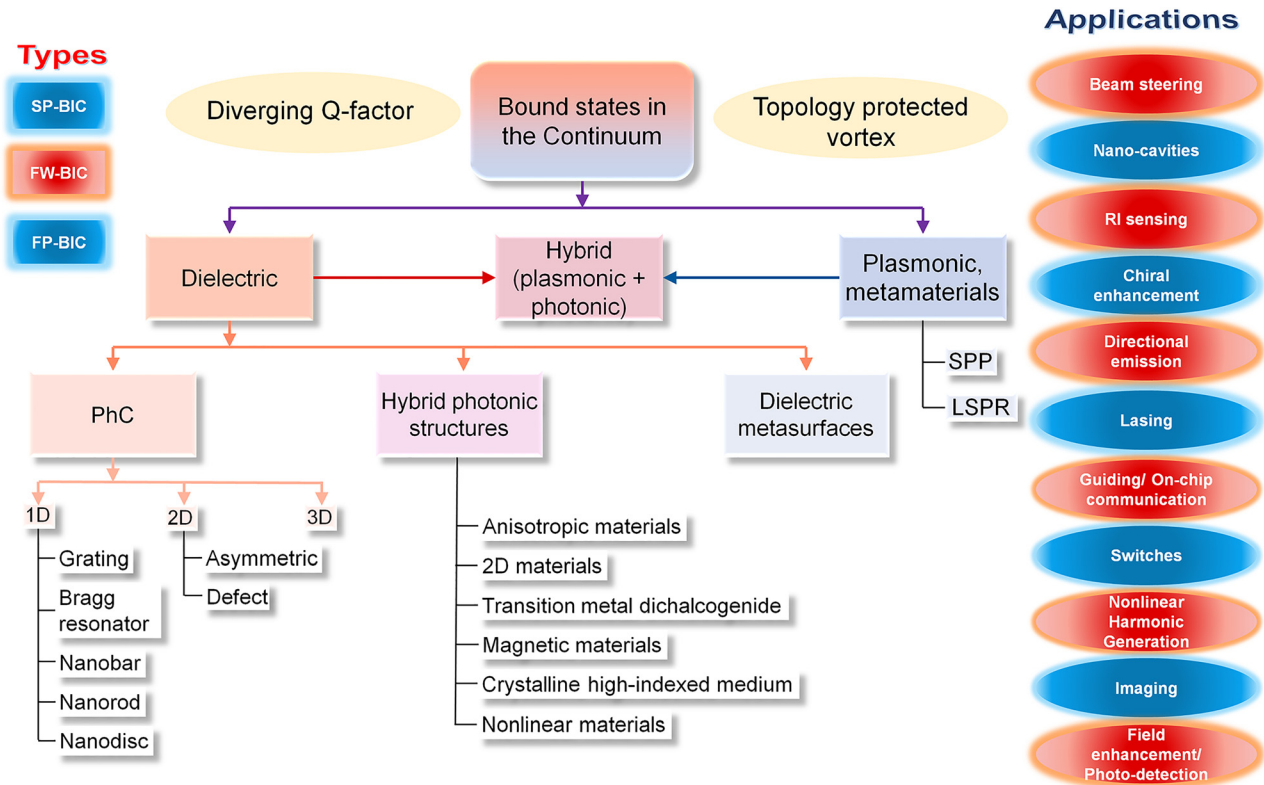 Types
SP-BIC
FW-BIC
FP-BIC
Diverging Q-factor
Bound states in
the Continuum
Topology protected
vortex
Dielectric
Hybrid
(plasmonic +
photonic)
Plasmonic,
metamaterials
SPP
LSPR
PhC
Hybrid photonic
structures
Dielectric
metasurfaces
1D
2D
3D
Grating
Bragg
resonator
Nanobar
Nanorod
Nanodisc
Asymmetric
Defect
Anisotropic materials
2D materials
Transition metal dichalcogenide
Magnetic materials
Crystalline high-indexed medium
Nonlinear materials
Applications
Beam steering
Nano-cavities
RI sensing
Chiral
enhancement
Directional
emission
Lasing
Guiding/ On-chip
communication
Switches
Nonlinear
Harmonic
Generation
Imaging
Field
enhancement/
Photo-detection